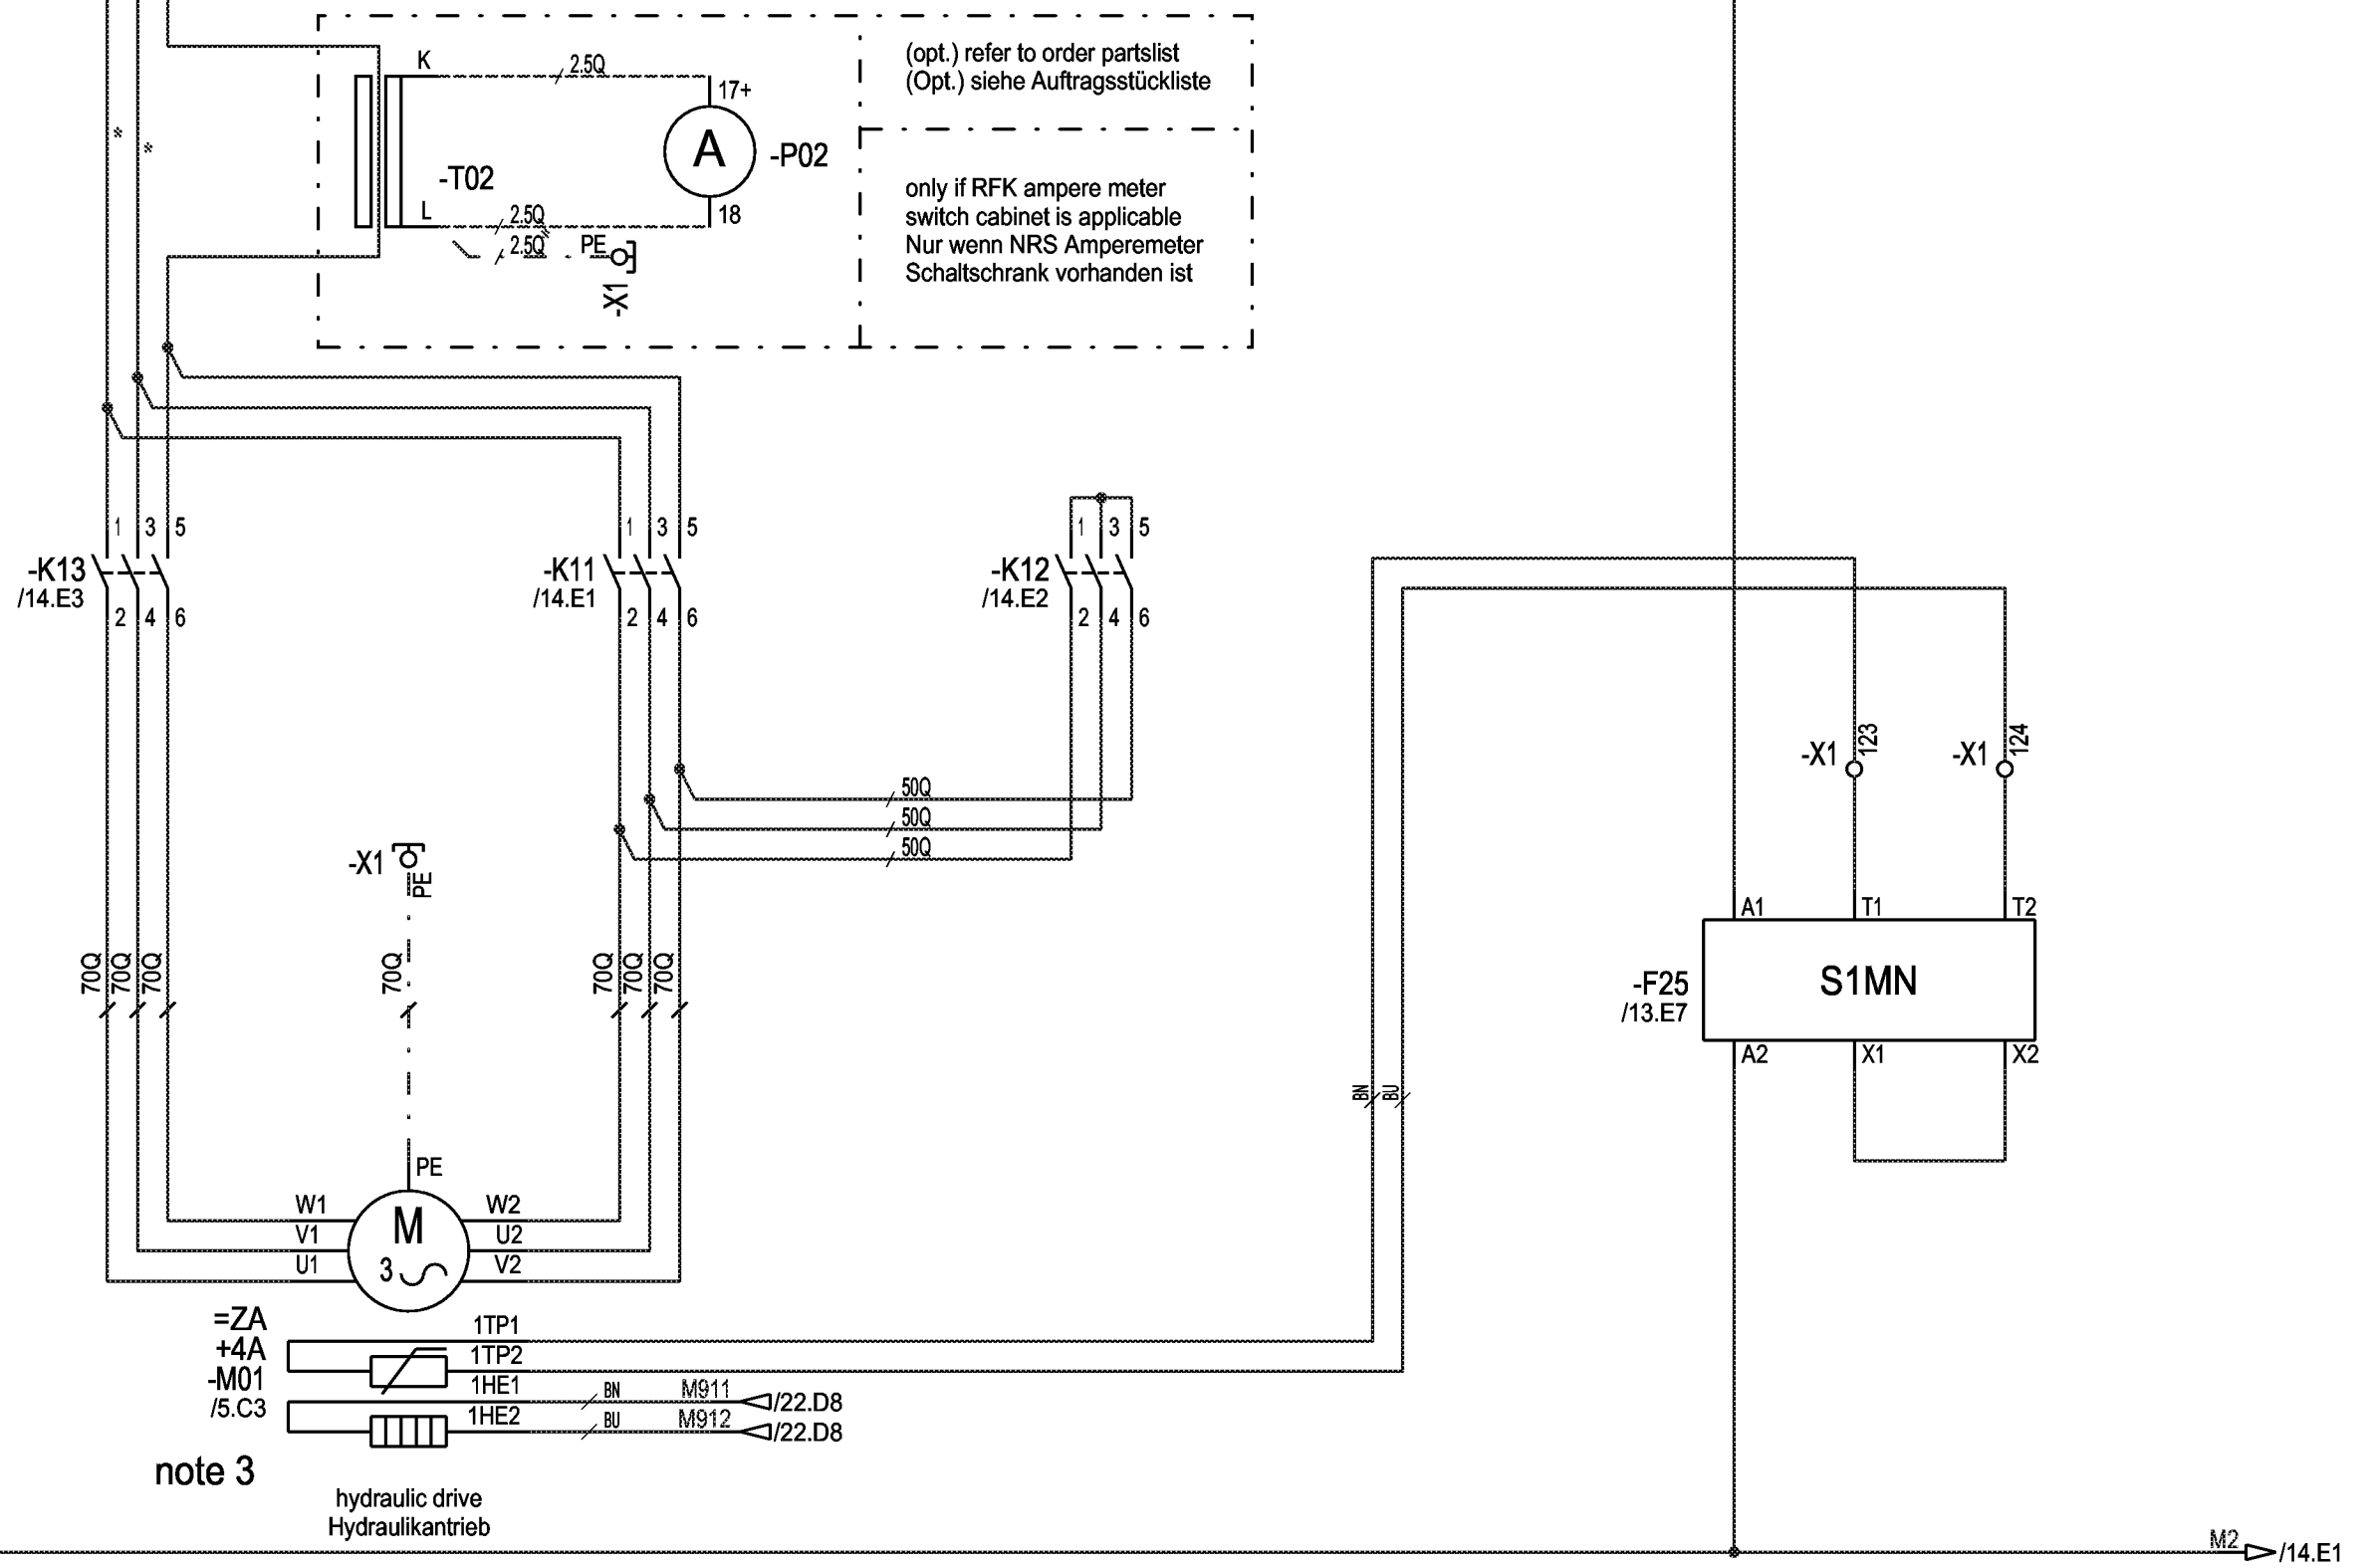 K
2.5Q
17+
(opt.) refer to order partslist
(Opt.) siehe Auftragsstückliste
*
*
A
-P02
-T02
L
2.5Q
18
2.5Q
PE
-X1
only if RFK ampere meter
switch cabinet is applicable
Nur wenn NRS Amperemeter
Schaltschrank vorhanden ist
1 3 5
-K13
/14.E3
2 4 6
1 3 5
-K11
/14.E1
2 4 6
1 3 5
-K12
/14.E2
2 4 6
-X1
123
-X1
124
50Q
50Q
50Q
-X1
PE
70Q
70Q
70Q
70Q
70Q
70Q
70Q
A1
T1
T2
-F25
/13.E7
S1MN
A2
X1
X2
BN
BU
PE
W1
V1
U1
M
3
W2
U2
V2
=ZA
+4A
-M01
/5.C3
1TP1
1TP2
1HE1
BN
M911
/22.D8
1HE2
BU
M912
/22.D8
note 3
hydraulic drive
Hydraulikantrieb
M2
/14.E1